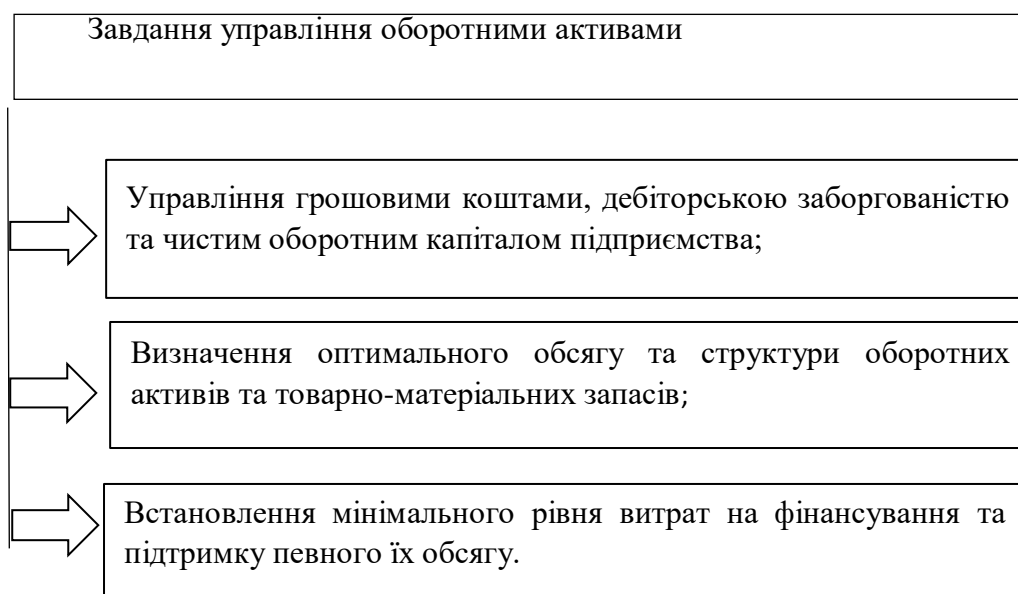 Завдання управління оборотними активами
Управління грошовими коштами, дебіторською заборгованістю
та чистим оборотним капіталом підприємства;
Визначення оптимального обсягу та структури оборотних
активів та товарно-матеріальних запасів;
Встановлення мінімального рівня витрат на фінансування та
підтримку певного їх обсягу.